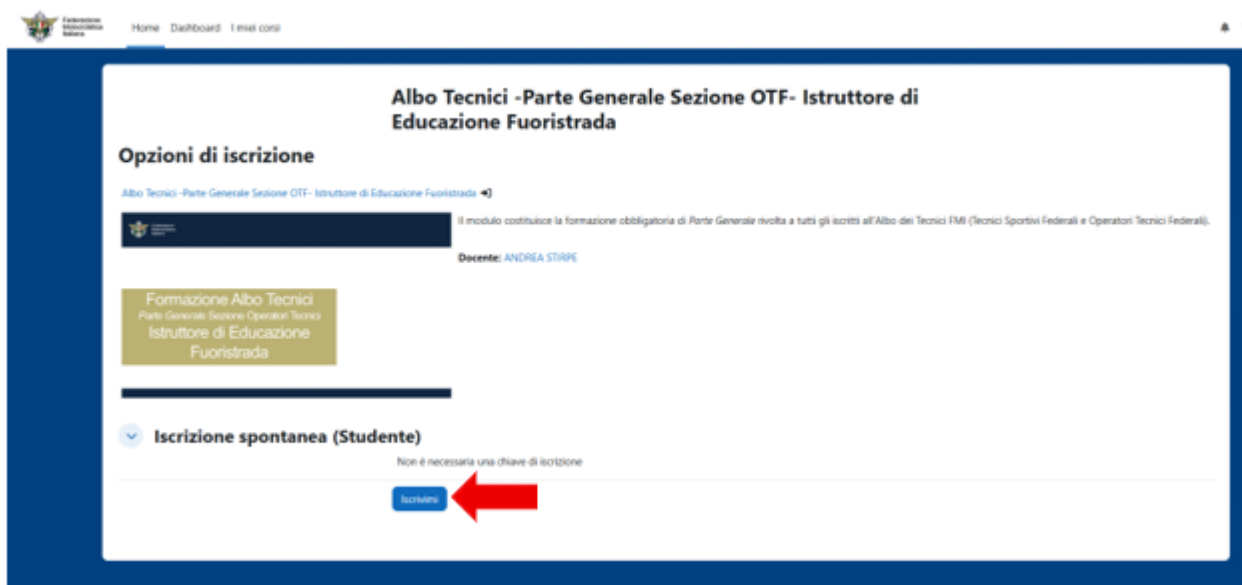 Federazione
Motociclistica
Italiana
Home Dashboard I miei corsi
Albo Tecnici -Parte Generale Sezione OTF- Istruttore di
Educazione Fuoristrada
Opzioni di iscrizione
Albo Tecnici -Parte Generale Sezione OTF- Istruttore di Educazione Fuoristrada
Il modulo costituisce la formazione obbligatoria di Parte Generale rivolta a tutti gli iscritti all'Albo dei Tecnici FMI (Tecnici Sportivi Federali e Operatori Tecnici Federali).
Docente: ANDREA STIRPE
Formazione Albo Tecnici
Parte Generale Sezione Operatori Tecnici
Istruttore di Educazione
Fuoristrada
Iscrizione spontanea (Studente)
Non è necessaria una chiave di iscrizione
Iscrivimi